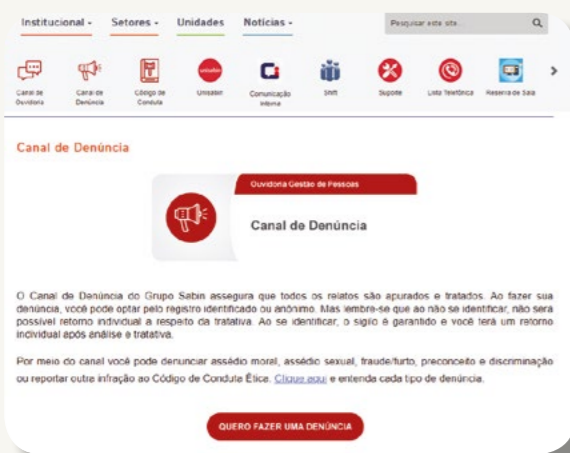 Institucional - Setores - Unidades Notícias -
Pesquisar este site...
Canal de Ouvidoria
Canal de Denúncia
Código de Conduta
Unisabin
Comunicação Interna
Shift
Suporte
Lista Telefônica
Reserva de Sala
Canal de Denúncia
Ouvidoria Gestão de Pessoas
Canal de Denúncia
O Canal de Denúncia do Grupo Sabin assegura que todos os relatos são apurados e tratados. Ao fazer sua
denúncia, você pode optar pelo registro identificado ou anônimo. Mas lembre-se que ao não se identificar, não será
possível retorno individual a respeito da tratativa. Ao se identificar, o sigilo é garantido e você terá um retorno
individual após análise e tratativa.
Por meio do canal você pode denunciar assédio moral, assédio sexual, fraude/furto, preconceito e discriminação
ou reportar outra infração ao Código de Conduta Ética. Clique aqui e entenda cada tipo de denúncia.
QUERO FAZER UMA DENÚNCIA